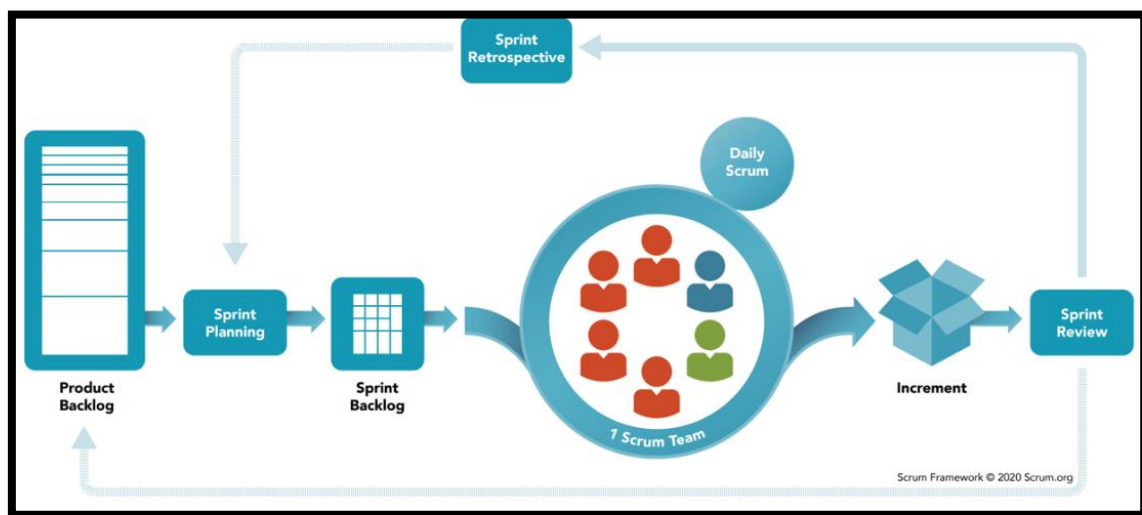 Sprint
Retrospective
Daily
Scrum
Sprint
Planning
Sprint
Review
Product
Backlog
Sprint
Backlog
1 Scrum Team
Increment
Scrum Framework © 2020 Scrum.org